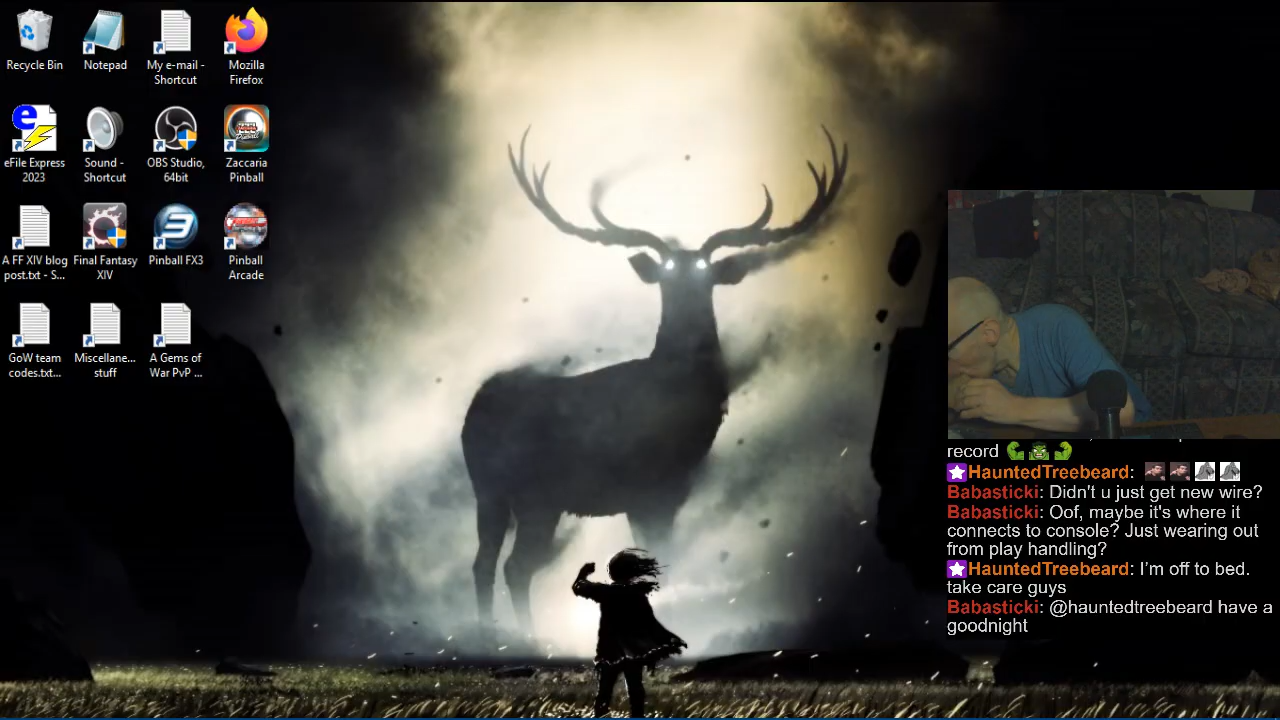 Recycle Bin
Notepad
My e-mail -
Shortcut
Mozilla
Firefox
eFile Express
2023
Sound -
Shortcut
OBS Studio,
64bit
Zaccaria
Pinball
A FF XIV blog
post.txt - S...
Final Fantasy
XIV
Pinball FX3
Pinball
Arcade
GoW team
codes.txt...
Miscellane...
stuff
A Gems of
War PvP ...
record
HauntedTreebeard:
Babasticki: Didn't u just get new wire?
Babasticki: Oof, maybe it's where it
connects to console? Just wearing out
from play handling?
HauntedTreebeard: I'm off to bed.
take care guys
Babasticki: @hauntedtreebeard have a
goodnight